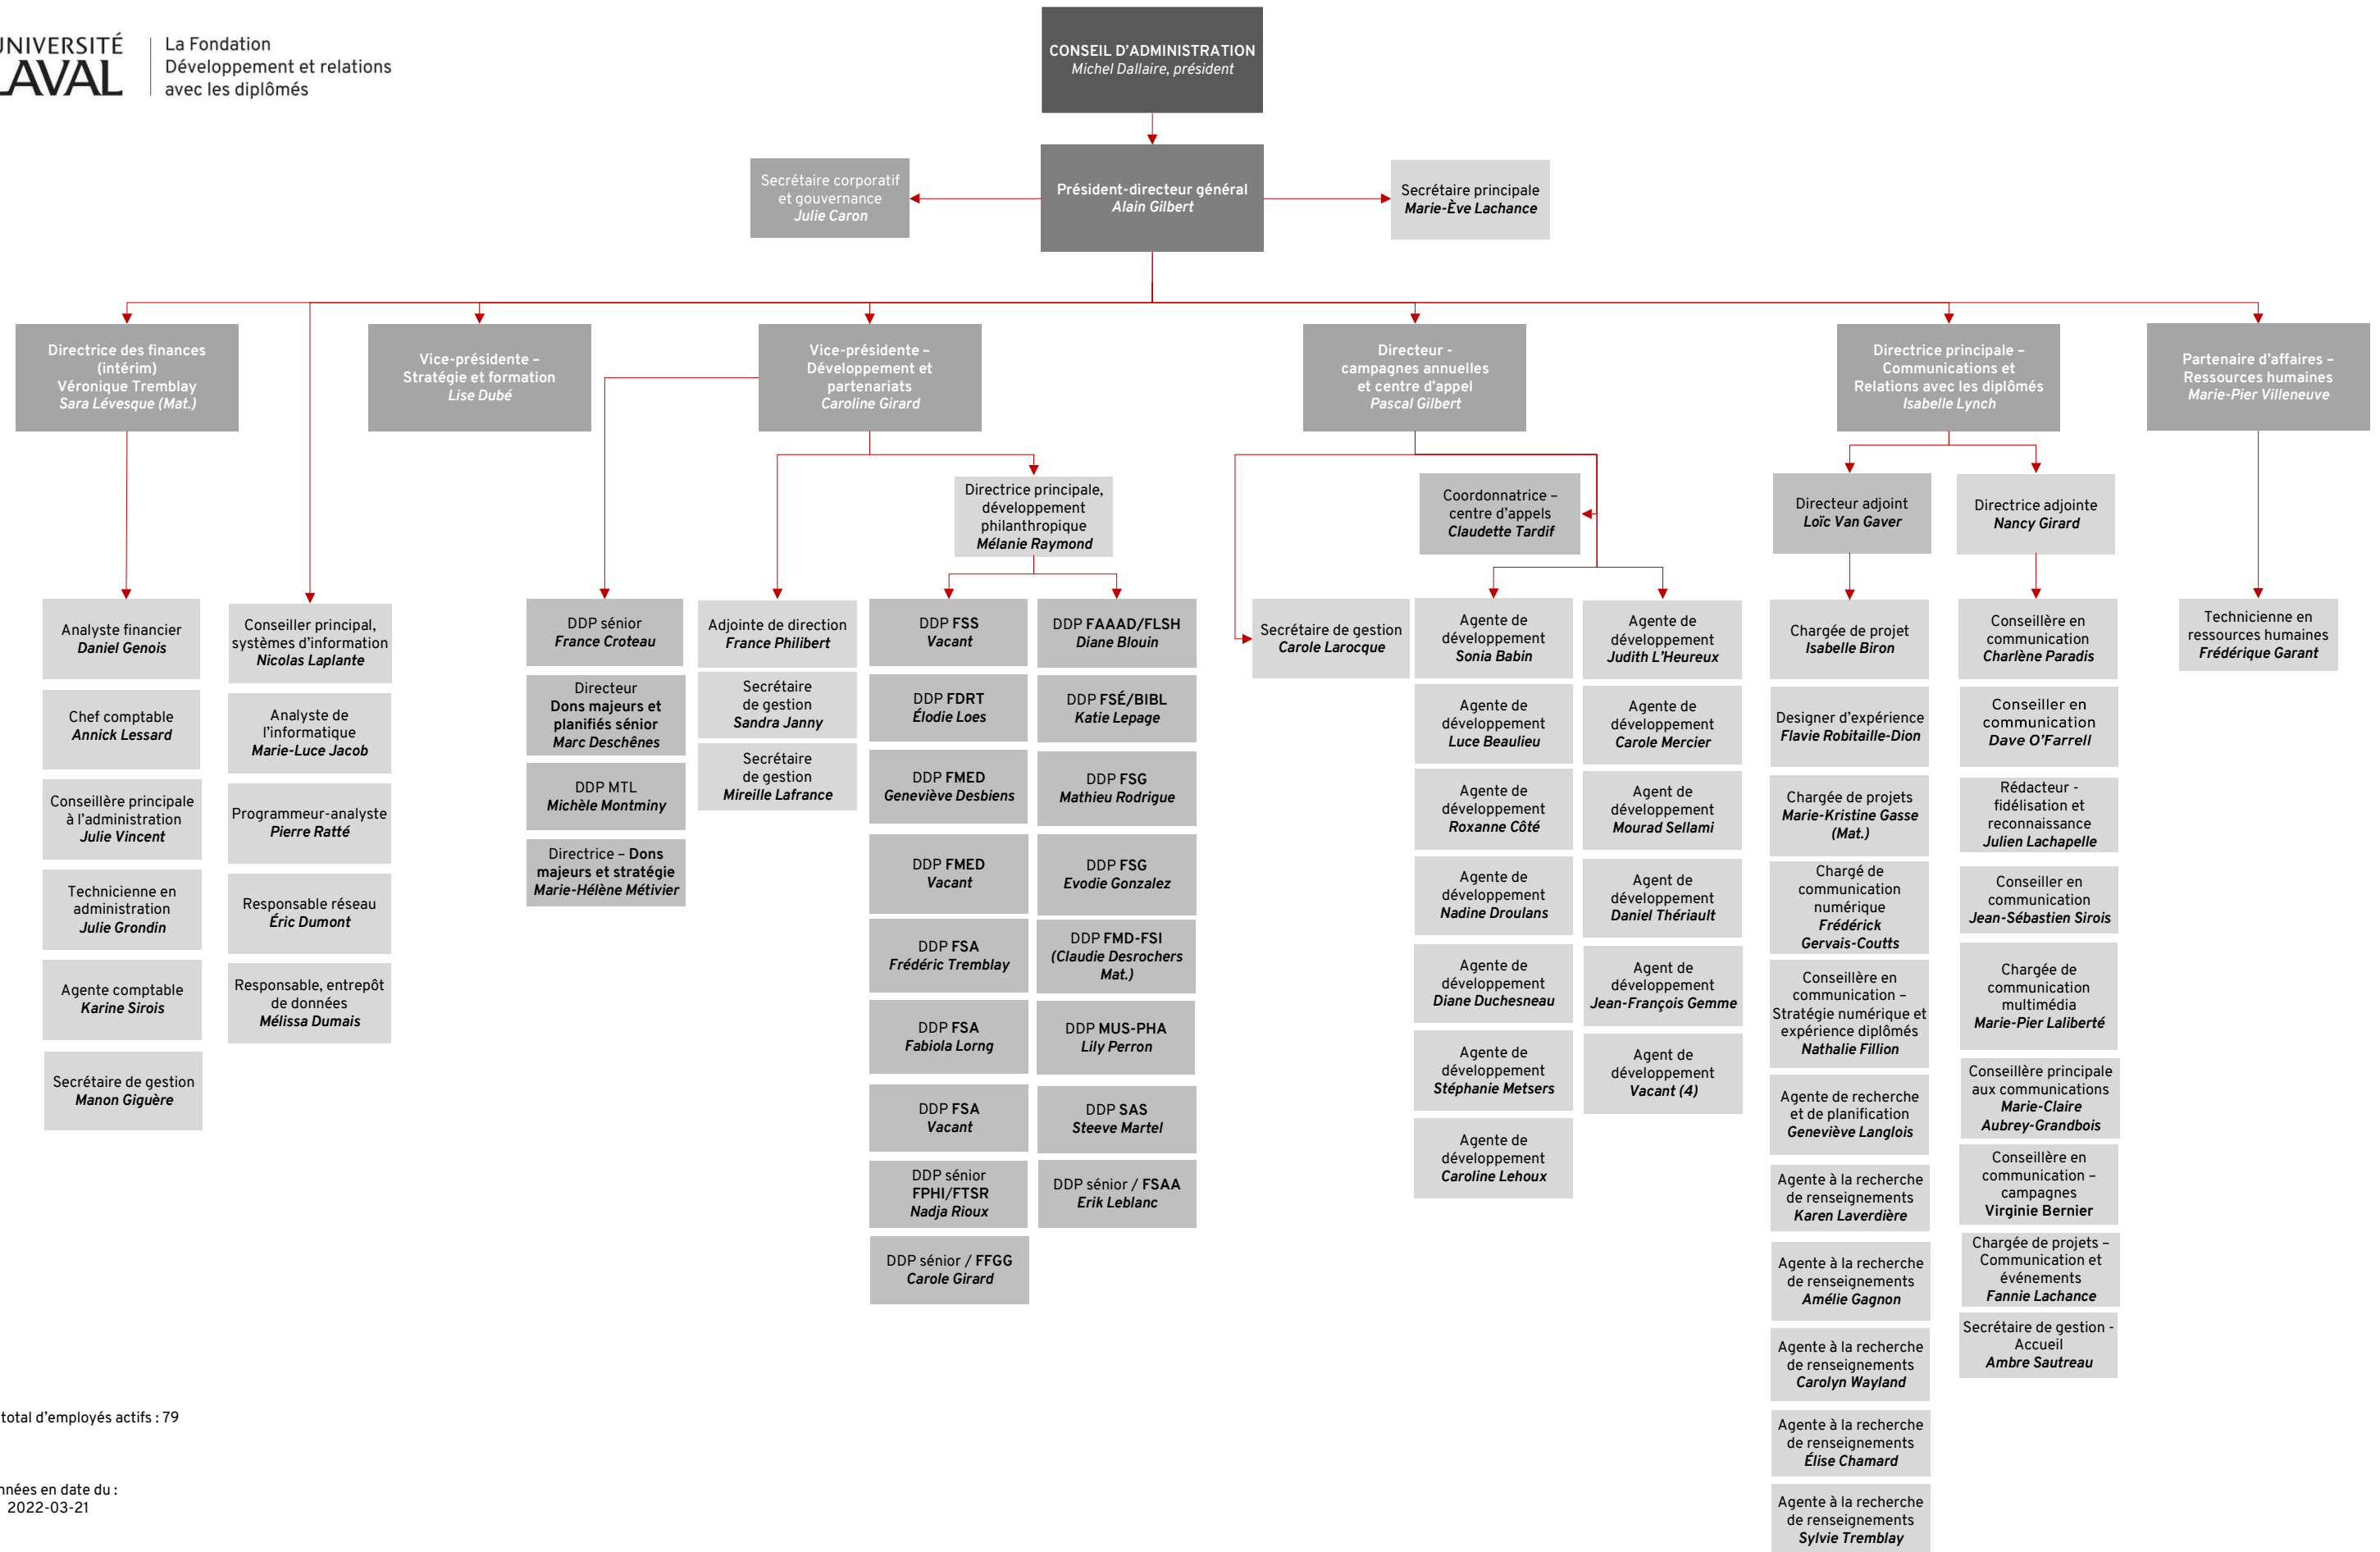 UNIVERSITÉ
LAVAL
La Fondation
Développement et relations
avec les diplômés
CONSEIL D'ADMINISTRATION
Michel Dallaire, président
Secrétaire corporatif
et gouvernance
Julie Caron
Président-directeur général
Alain Gilbert
Secrétaire principale
Marie-Ève Lachance
Directrice des finances
(intérim)
Véronique Tremblay
Sara Lévesque (Mat.)
Vice-présidente –
Stratégie et formation
Lise Dubé
Vice-présidente –
Développement et
partenariats
Caroline Girard
Directeur -
campagnes annuelles
et centre d'appel
Pascal Gilbert
Directrice principale –
Communications et
Relations avec les diplômés
Isabelle Lynch
Partenaire d'affaires –
Ressources humaines
Marie-Pier Villeneuve
Directrice principale,
développement
philanthropique
Mélanie Raymond
Coordonnatrice –
centre d'appels
Claudette Tardif
Directeur adjoint
Loïc Van Gaver
Directrice adjointe
Nancy Girard
Analyste financier
Daniel Genois
Chef comptable
Annick Lessard
Conseillère principale
à l'administration
Julie Vincent
Technicienne en
administration
Julie Grondin
Agente comptable
Karine Sirois
Secrétaire de gestion
Manon Giguère
Conseiller principal,
systèmes d'information
Nicolas Laplante
Analyste de
l'informatique
Marie-Luce Jacob
Programmeur-analyste
Pierre Ratté
Responsable réseau
Éric Dumont
Responsable, entrepôt
de données
Mélissa Dumais
DDP sénior
France Croteau
Directeur
Dons majeurs et
planifiés sénior
Marc Deschênes
DDP MTL
Michèle Montminy
Directrice – Dons
majeurs et stratégie
Marie-Hélène Métivier
Adjointe de direction
France Philibert
Secrétaire
de gestion
Sandra Janny
Secrétaire
de gestion
Mireille Lafrance
DDP FSS
Vacant
DDP FDRT
Élodie Loes
DDP FMED
Geneviève Desbiens
DDP FMED
Vacant
DDP FSA
Frédéric Tremblay
DDP FSA
Fabiola Lorng
DDP FSA
Vacant
DDP sénior
FPHI/FTSR
Nadja Rioux
DDP sénior / FFGG
Carole Girard
DDP FAAAD/FLSH
Diane Blouin
DDP FSÉ/BIBL
Katie Lepage
DDP FSG
Mathieu Rodrigue
DDP FSG
Evodie Gonzalez
DDP FMD-FSI
(Claudie Desrochers
Mat.)
DDP MUS-PHA
Lily Perron
DDP SAS
Steeve Martel
DDP sénior / FSAA
Erik Leblanc
Secrétaire de gestion
Carole Larocque
Agente de
développement
Sonia Babin
Agente de
développement
Luce Beaulieu
Agente de
développement
Roxanne Côté
Agente de
développement
Nadine Droulans
Agente de
développement
Diane Duchesneau
Agente de
développement
Stéphanie Metsers
Agente de
développement
Caroline Lehoux
Agente de
développement
Judith L'Heureux
Agente de
développement
Carole Mercier
Agent de
développement
Mourad Sellami
Agent de
développement
Daniel Thériault
Agent de
développement
Jean-François Gemme
Agent de
développement
Vacant (4)
Chargée de projet
Isabelle Biron
Designer d'expérience
Flavie Robitaille-Dion
Chargée de projets
Marie-Kristine Gasse
(Mat.)
Chargé de
communication
numérique
Frédérick
Gervais-Coutts
Conseillère en
communication –
Stratégie numérique et
expérience diplômés
Nathalie Fillion
Agente de recherche
et de planification
Geneviève Langlois
Agente à la recherche
de renseignements
Karen Laverdière
Agente à la recherche
de renseignements
Amélie Gagnon
Agente à la recherche
de renseignements
Carolyn Wayland
Agente à la recherche
de renseignements
Élise Chamard
Agente à la recherche
de renseignements
Sylvie Tremblay
Conseillère en
communication
Charlène Paradis
Conseiller en
communication
Dave O'Farrell
Rédacteur -
fidélisation et
reconnaissance
Julien Lachapelle
Conseiller en
communication
Jean-Sébastien Sirois
Chargée de
communication
multimédia
Marie-Pier Laliberté
Conseillère principale
aux communications
Marie-Claire
Aubrey-Grandbois
Conseillère en
communication –
campagnes
Virginie Bernier
Chargée de projets –
Communication et
événements
Fannie Lachance
Secrétaire de gestion -
Accueil
Ambre Sautreau
Technicienne en
ressources humaines
Frédérique Garant
total d'employés actifs : 79
nnées en date du :
2022-03-21